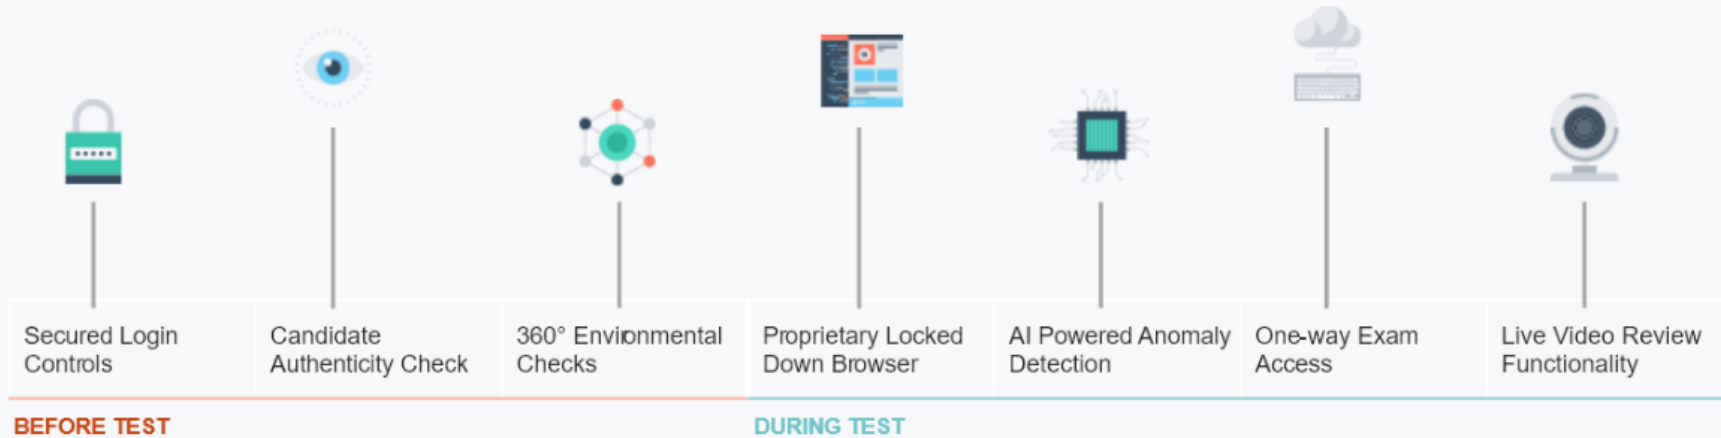 Secured Login
Controls
Candidate
Authenticity Check
360° Environmental
Checks
Proprietary Locked
Down Browser
AI Powered Anomaly
Detection
One-way Exam
Access
Live Video Review
Functionality
BEFORE TEST
DURING TEST